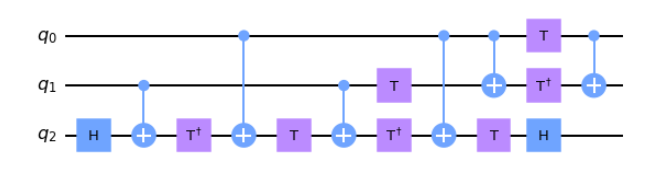 q₀ T
q₁ T T†
q₂ H T† T T† T H